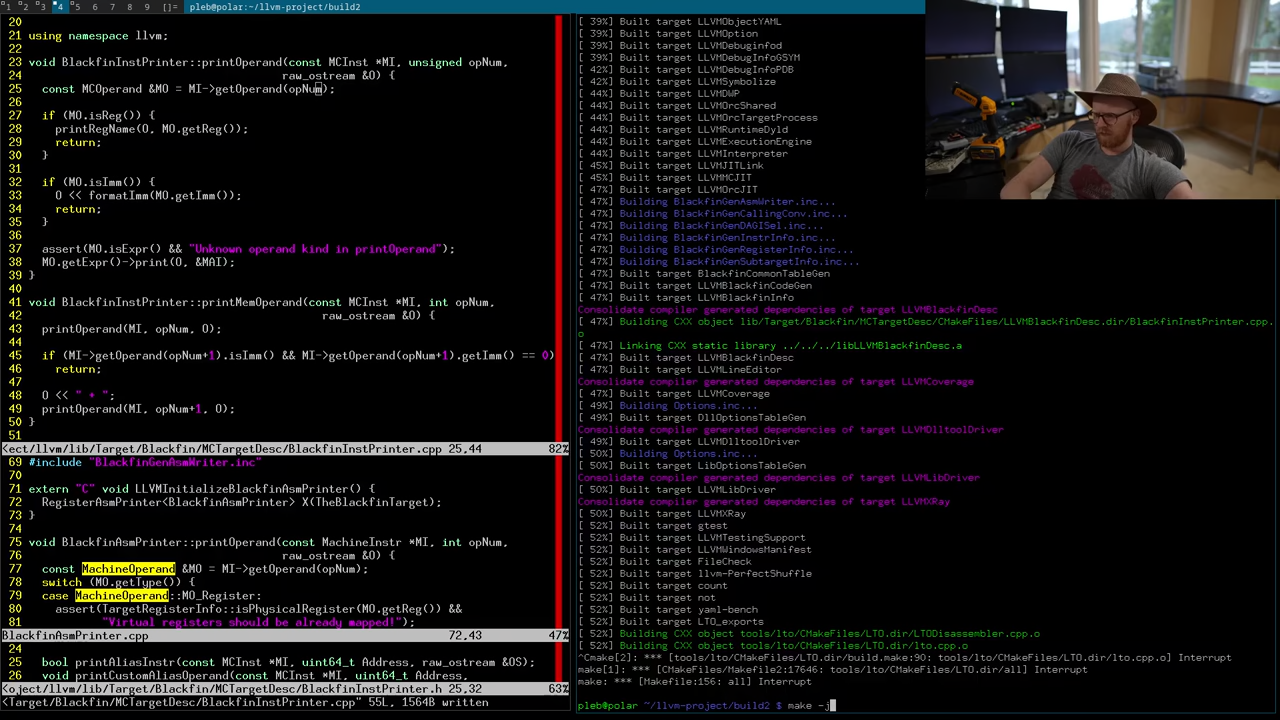 1 2 3 4 5 6 7 8 9 []= pleb@polar:~/llvm-project/build2
20
21 using namespace llvm;
22
23 void BlackfinInstPrinter::printOperand(const MCInst *MI, unsigned opNum,
24 raw_ostream &O) {
25 const MCOperand &MO = MI->getOperand(opNum);
26
27 if (MO.isReg()) {
28 printRegName(O, MO.getReg());
29 return;
30 }
31
32 if (MO.isImm()) {
33 O << formatImm(MO.getImm());
34 return;
35 }
36
37 assert(MO.isExpr() && "Unknown operand kind in printOperand");
38 MO.getExpr()->print(O, &MAI);
39 }
40
41 void BlackfinInstPrinter::printMemOperand(const MCInst *MI, int opNum,
42 raw_ostream &O) {
43 printOperand(MI, opNum, O);
44
45 if (MI->getOperand(opNum+1).isImm() && MI->getOperand(opNum+1).getImm() == 0)
46 return;
47
48 O << " + ";
49 printOperand(MI, opNum+1, O);
50 }
51
<ect/llvm/lib/Target/Blackfin/MCTargetDesc/BlackfinInstPrinter.cpp 25,44 82%
69 #include "BlackfinGenAsmWriter.inc"
70
71 extern "C" void LLVMInitializeBlackfinAsmPrinter() {
72 RegisterAsmPrinter<BlackfinAsmPrinter> X(TheBlackfinTarget);
73 }
74
75 void BlackfinAsmPrinter::printOperand(const MachineInstr *MI, int opNum,
76 raw_ostream &O) {
77 const MachineOperand &MO = MI->getOperand(opNum);
78 switch (MO.getType()) {
79 case MachineOperand::MO_Register:
80 assert(TargetRegisterInfo::isPhysicalRegister(MO.getReg()) &&
81 "Virtual registers should be already mapped!");
BlackfinAsmPrinter.cpp 72,43 47%
24
25 bool printAliasInstr(const MCInst *MI, uint64_t Address, raw_ostream &OS);
26 void printCustomAliasOperand(const MCInst *MI, uint64_t Address,
<oject/llvm/lib/Target/Blackfin/MCTargetDesc/BlackfinInstPrinter.h 25,32 63%
<Target/Blackfin/MCTargetDesc/BlackfinInstPrinter.cpp" 55L, 1564B written
[ 39%] Built target LLVMObjectYAML
[ 39%] Built target LLVMOption
[ 39%] Built target LLVMDebuginfod
[ 39%] Built target LLVMDebugInfoGSYM
[ 42%] Built target LLVMDebugInfoPDB
[ 42%] Built target LLVMSymbolize
[ 44%] Built target LLVMDWP
[ 44%] Built target LLVMOrcShared
[ 44%] Built target LLVMOrcTargetProcess
[ 44%] Built target LLVMRuntimeDyld
[ 44%] Built target LLVMExecutionEngine
[ 44%] Built target LLVMInterpreter
[ 45%] Built target LLVMJITLink
[ 45%] Built target LLVMMCJIT
[ 47%] Built target LLVMOrcJIT
[ 47%] Building BlackfinGenAsmWriter.inc...
[ 47%] Building BlackfinGenCallingConv.inc...
[ 47%] Building BlackfinGenDAGISel.inc...
[ 47%] Building BlackfinGenInstrInfo.inc...
[ 47%] Building BlackfinGenRegisterInfo.inc...
[ 47%] Building BlackfinGenSubtargetInfo.inc...
[ 47%] Built target BlackfinCommonTableGen
[ 47%] Built target LLVMBlackfinCodeGen
[ 47%] Built target LLVMBlackfinInfo
Consolidate compiler generated dependencies of target LLVMBlackfinDesc
[ 47%] Building CXX object lib/Target/Blackfin/MCTargetDesc/CMakeFiles/LLVMBlackfinDesc.dir/BlackfinInstPrinter.cpp.
o
[ 47%] Linking CXX static library ../../../libLLVMBlackfinDesc.a
[ 47%] Built target LLVMBlackfinDesc
[ 47%] Built target LLVMLineEditor
Consolidate compiler generated dependencies of target LLVMCoverage
[ 47%] Built target LLVMCoverage
[ 49%] Building Options.inc...
[ 49%] Built target DllOptionsTableGen
Consolidate compiler generated dependencies of target LLVMDlltoolDriver
[ 49%] Built target LLVMDlltoolDriver
[ 50%] Building Options.inc...
[ 50%] Built target LibOptionsTableGen
Consolidate compiler generated dependencies of target LLVMLibDriver
[ 50%] Built target LLVMLibDriver
Consolidate compiler generated dependencies of target LLVMXRay
[ 50%] Built target LLVMXRay
[ 52%] Built target gtest
[ 52%] Built target LLVMTestingSupport
[ 52%] Built target LLVMWindowsManifest
[ 52%] Built target FileCheck
[ 52%] Built target llvm-PerfectShuffle
[ 52%] Built target count
[ 52%] Built target not
[ 52%] Built target yaml-bench
[ 52%] Built target LTO_exports
[ 52%] Building CXX object tools/lto/CMakeFiles/LTO.dir/LTODisassembler.cpp.o
[ 52%] Building CXX object tools/lto/CMakeFiles/LTO.dir/lto.cpp.o
^Cmake[2]: *** [tools/lto/CMakeFiles/LTO.dir/build.make:90: tools/lto/CMakeFiles/LTO.dir/lto.cpp.o] Interrupt
make[1]: *** [CMakeFiles/Makefile2:17646: tools/lto/CMakeFiles/LTO.dir/all] Interrupt
make: *** [Makefile:156: all] Interrupt
pleb@polar ~/llvm-project/build2 $ make -j